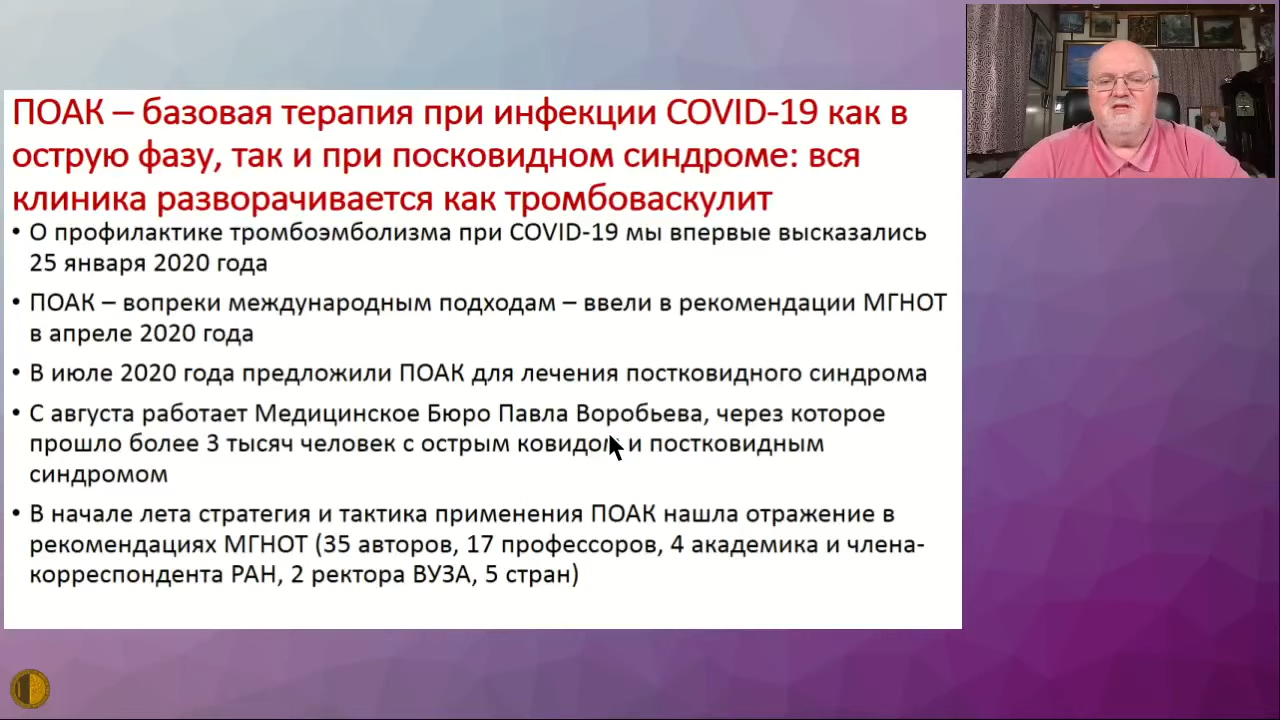 ПОАК – базовая терапия при инфекции COVID-19 как в
острую фазу, так и при посковидном синдроме: вся
клиника разворачивается как тромбоваскулит
• О профилактике тромбоэмболизма при COVID-19 мы впервые высказались
25 января 2020 года
• ПОАК – вопреки международным подходам – ввели в рекомендации МГНОТ
в апреле 2020 года
• В июле 2020 года предложили ПОАК для лечения постковидного синдрома
• С августа работает Медицинское Бюро Павла Воробьева, через которое
прошло более 3 тысяч человек с острым ковидом и постковидным
синдромом
• В начале лета стратегия и тактика применения ПОАК нашла отражение в
рекомендациях МГНОТ (35 авторов, 17 профессоров, 4 академика и члена-
корреспондента РАН, 2 ректора ВУЗА, 5 стран)